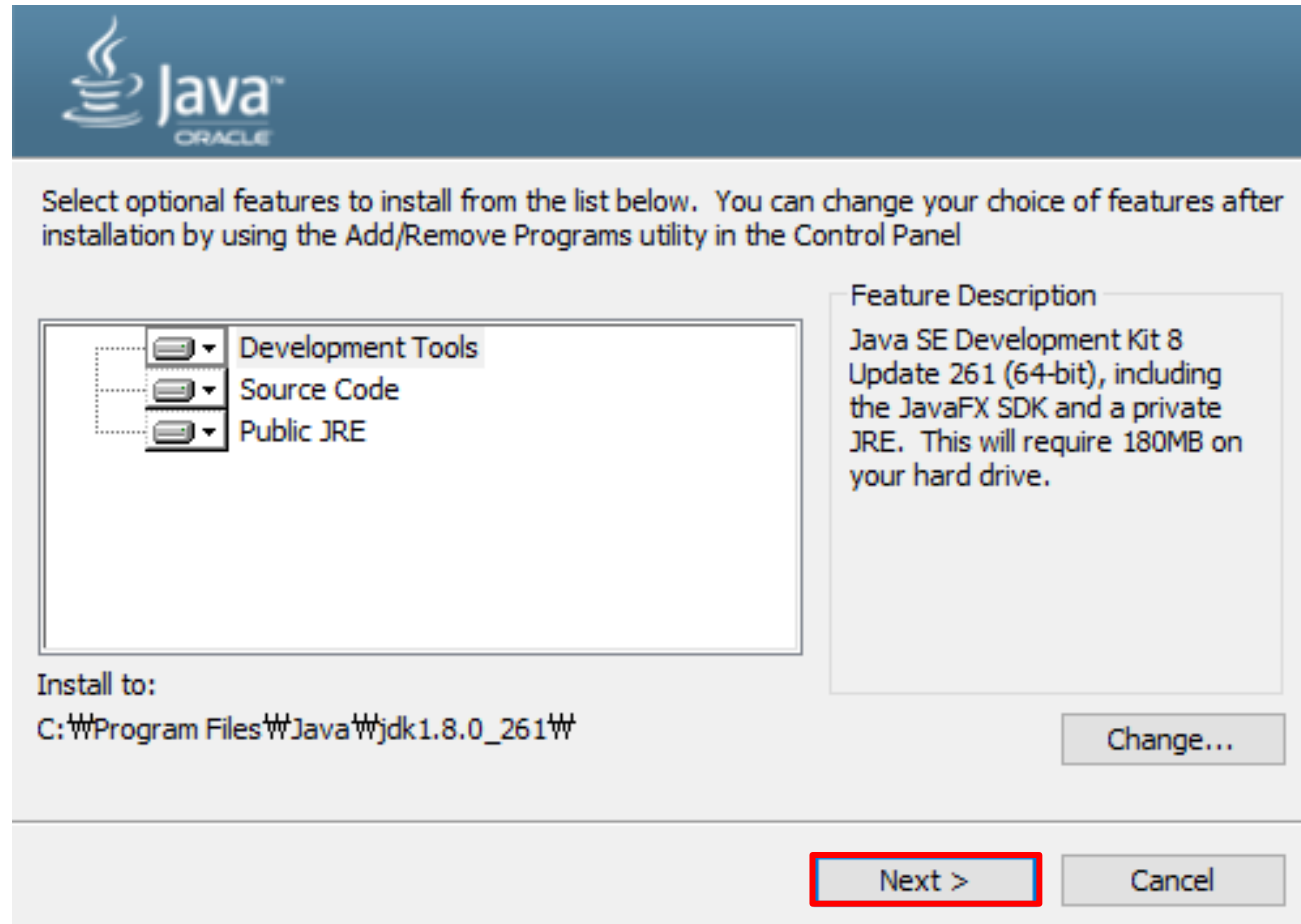 Java™
ORACLE
Select optional features to install from the list below. You can change your choice of features after
installation by using the Add/Remove Programs utility in the Control Panel
Feature Description
Development Tools
Source Code
Public JRE
Java SE Development Kit 8
Update 261 (64-bit), including
the JavaFX SDK and a private
JRE. This will require 180MB on
your hard drive.
Install to:
C:₩Program Files₩Java₩jdk1.8.0_261₩
Change...
Next >
Cancel